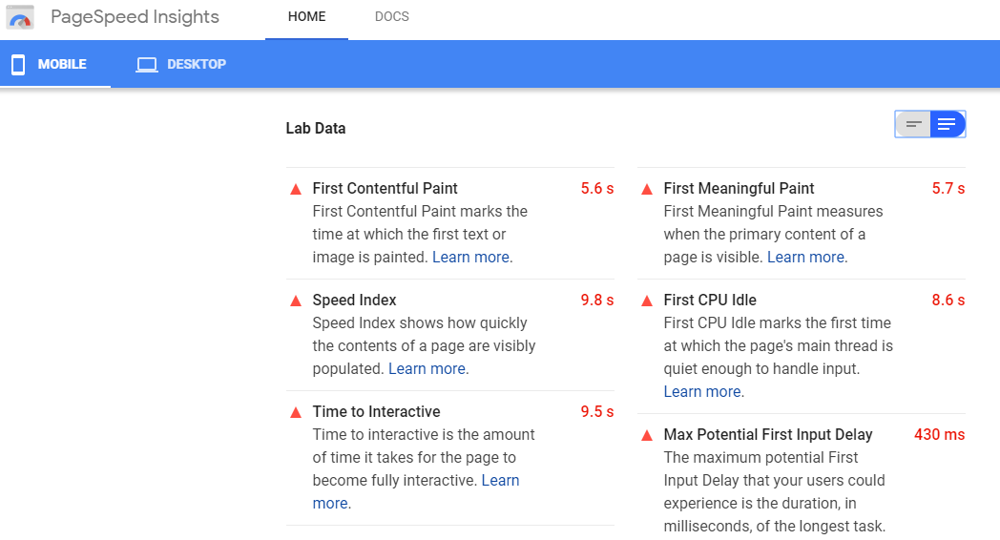 PageSpeed Insights
HOME
DOCS
MOBILE
DESKTOP
Lab Data
First Contentful Paint
5.6 s
First Contentful Paint marks the
time at which the first text or
image is painted. Learn more.
First Meaningful Paint
5.7 s
First Meaningful Paint measures
when the primary content of a
page is visible. Learn more.
Speed Index
9.8 s
Speed Index shows how quickly
the contents of a page are visibly
populated. Learn more.
First CPU Idle
8.6 s
First CPU Idle marks the first time
at which the page's main thread is
quiet enough to handle input.
Learn more.
Time to Interactive
9.5 s
Time to interactive is the amount
of time it takes for the page to
become fully interactive. Learn
more.
Max Potential First Input Delay
430 ms
The maximum potential First
Input Delay that your users could
experience is the duration, in
milliseconds, of the longest task.